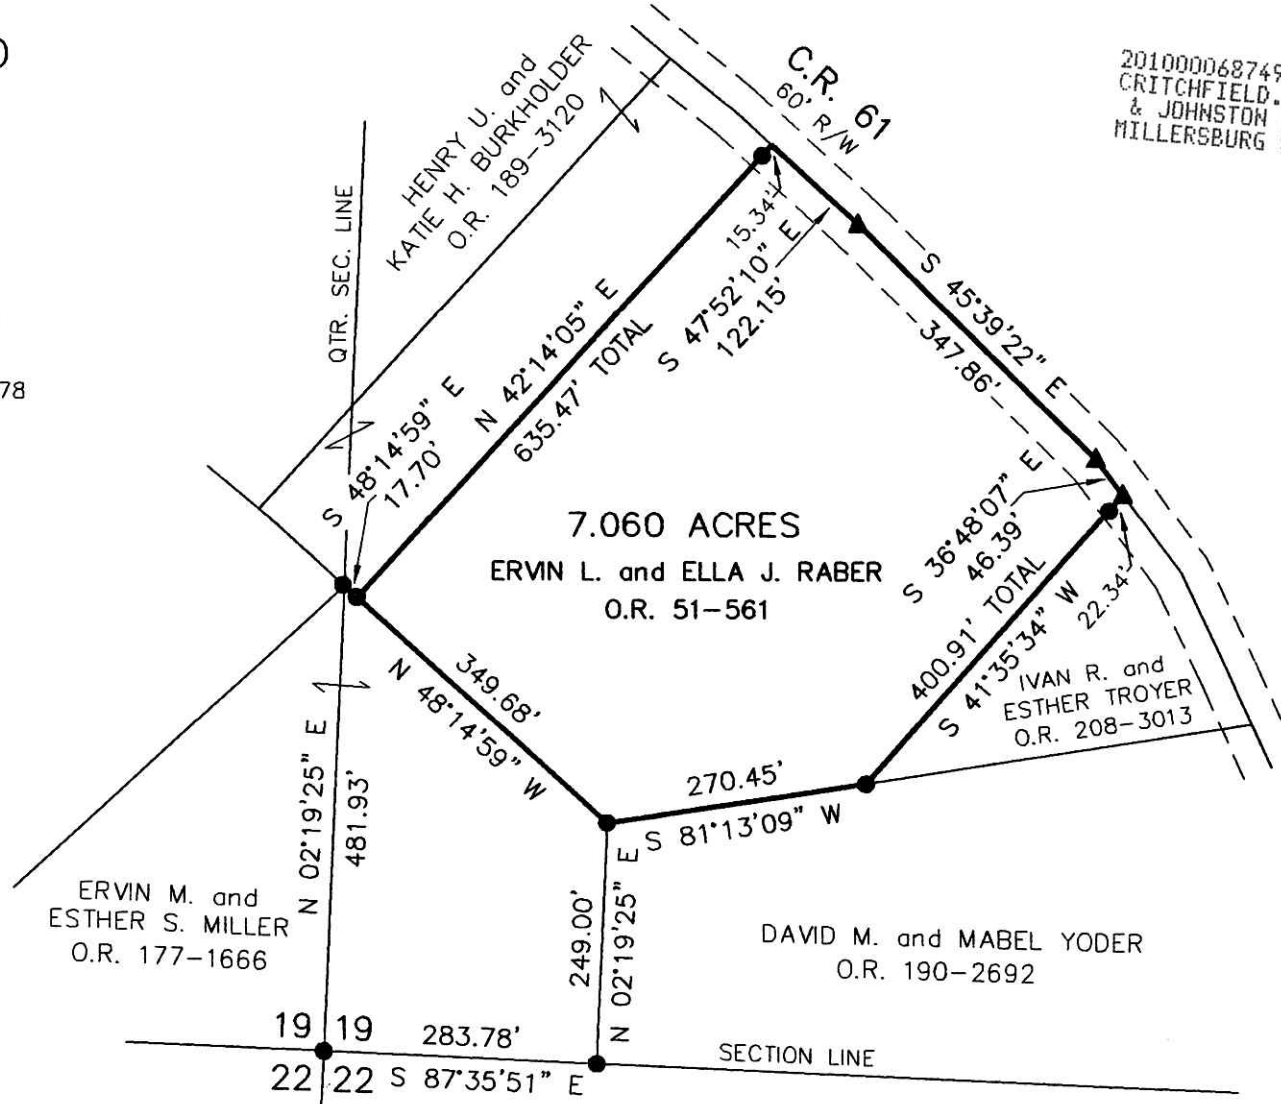 )
C.R. 61
60' R/W
20100006874
CRITCHFIELD.
& JOHNSTON
MILLERSBURG
HENRY U. and
KATIE H. BURKHOLDER
O.R. 189-3120
QTR. SEC. LINE
78
15.34'
S 47°52'10" E
122.15'
S 45°39'22" E
347.86'
N 42°14'05" E
635.47' TOTAL
S 48°14'59" E
17.70'
7.060 ACRES
ERVIN L. and ELLA J. RABER
O.R. 51-561
S 36°48'07" E
46.39'
22.34'
400.91' TOTAL
S 41°35'34" W
IVAN R. and
ESTHER TROYER
O.R. 208-3013
349.68'
N 48°14'59" W
270.45'
S 81°13'09" W
N 02°19'25" E
481.93'
ERVIN M. and
ESTHER S. MILLER
O.R. 177-1666
249.00'
N 02°19'25" E
DAVID M. and MABEL YODER
O.R. 190-2692
19 19
283.78'
SECTION LINE
22 22
S 87°35'51" E